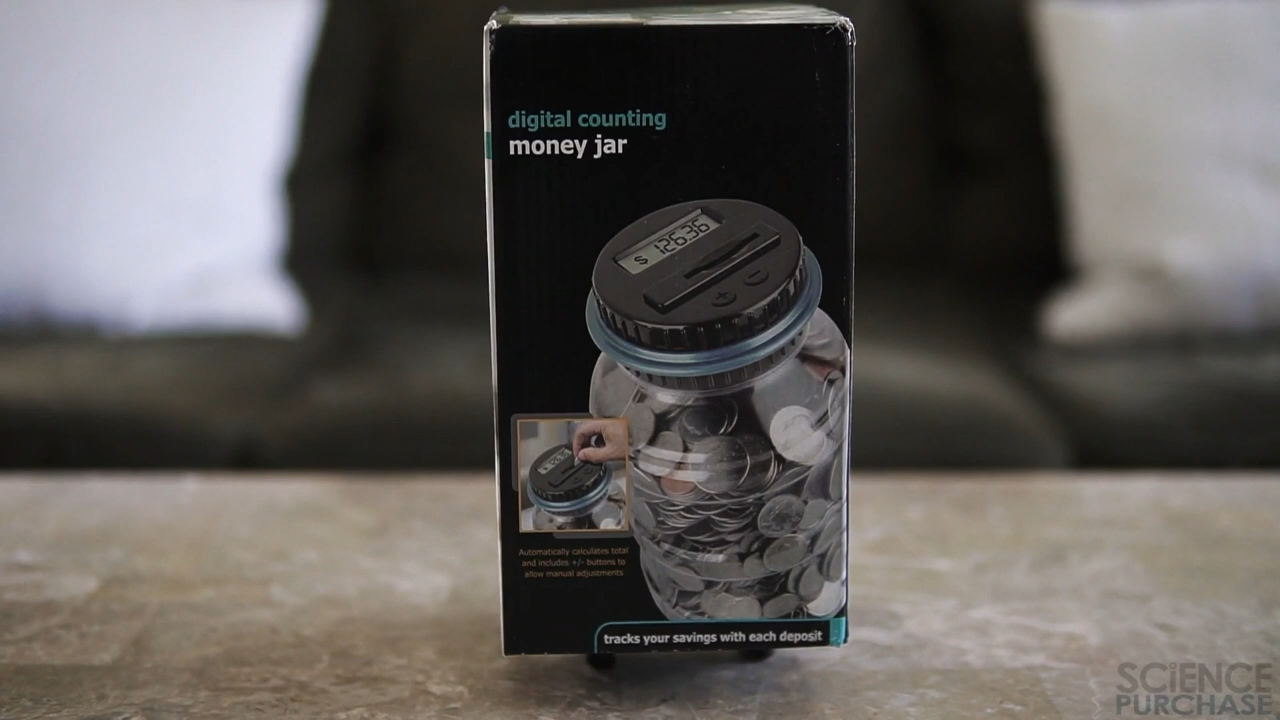 digital counting
money jar
$ 126.36
Automatically calculates total
and includes +/- buttons to
allow manual adjustments
tracks your savings with each deposit
SCiENCE
PURCHASE